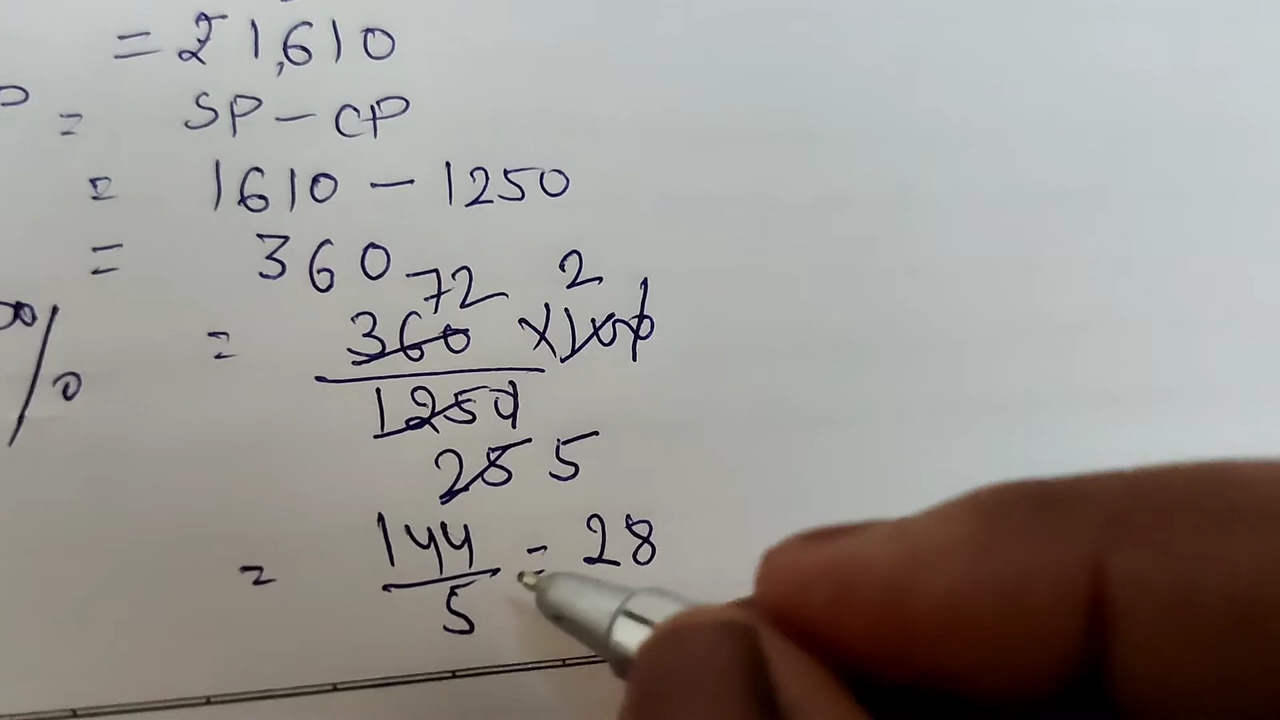 = ₹ 1,610
P = SP - CP
= 1610 - 1250
= 360
72 2
% = 360 × 100
1250
25 5
= 144 = 28
5